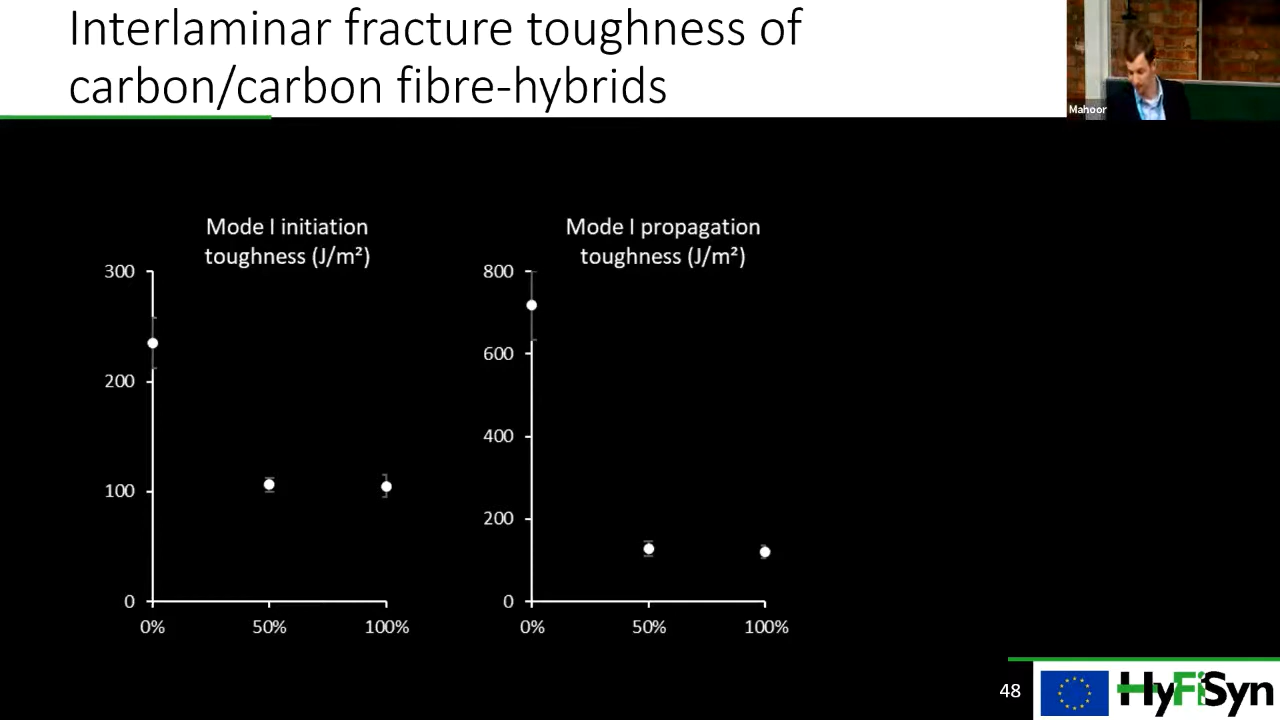 Interlaminar fracture toughness of
carbon/carbon fibre-hybrids
Mahoor
Mode I initiation
toughness (J/m²)
300
200
100
0
0%
50%
100%
Mode I propagation
toughness (J/m²)
800
600
400
200
0
0%
50%
100%
48
HyFiSyn